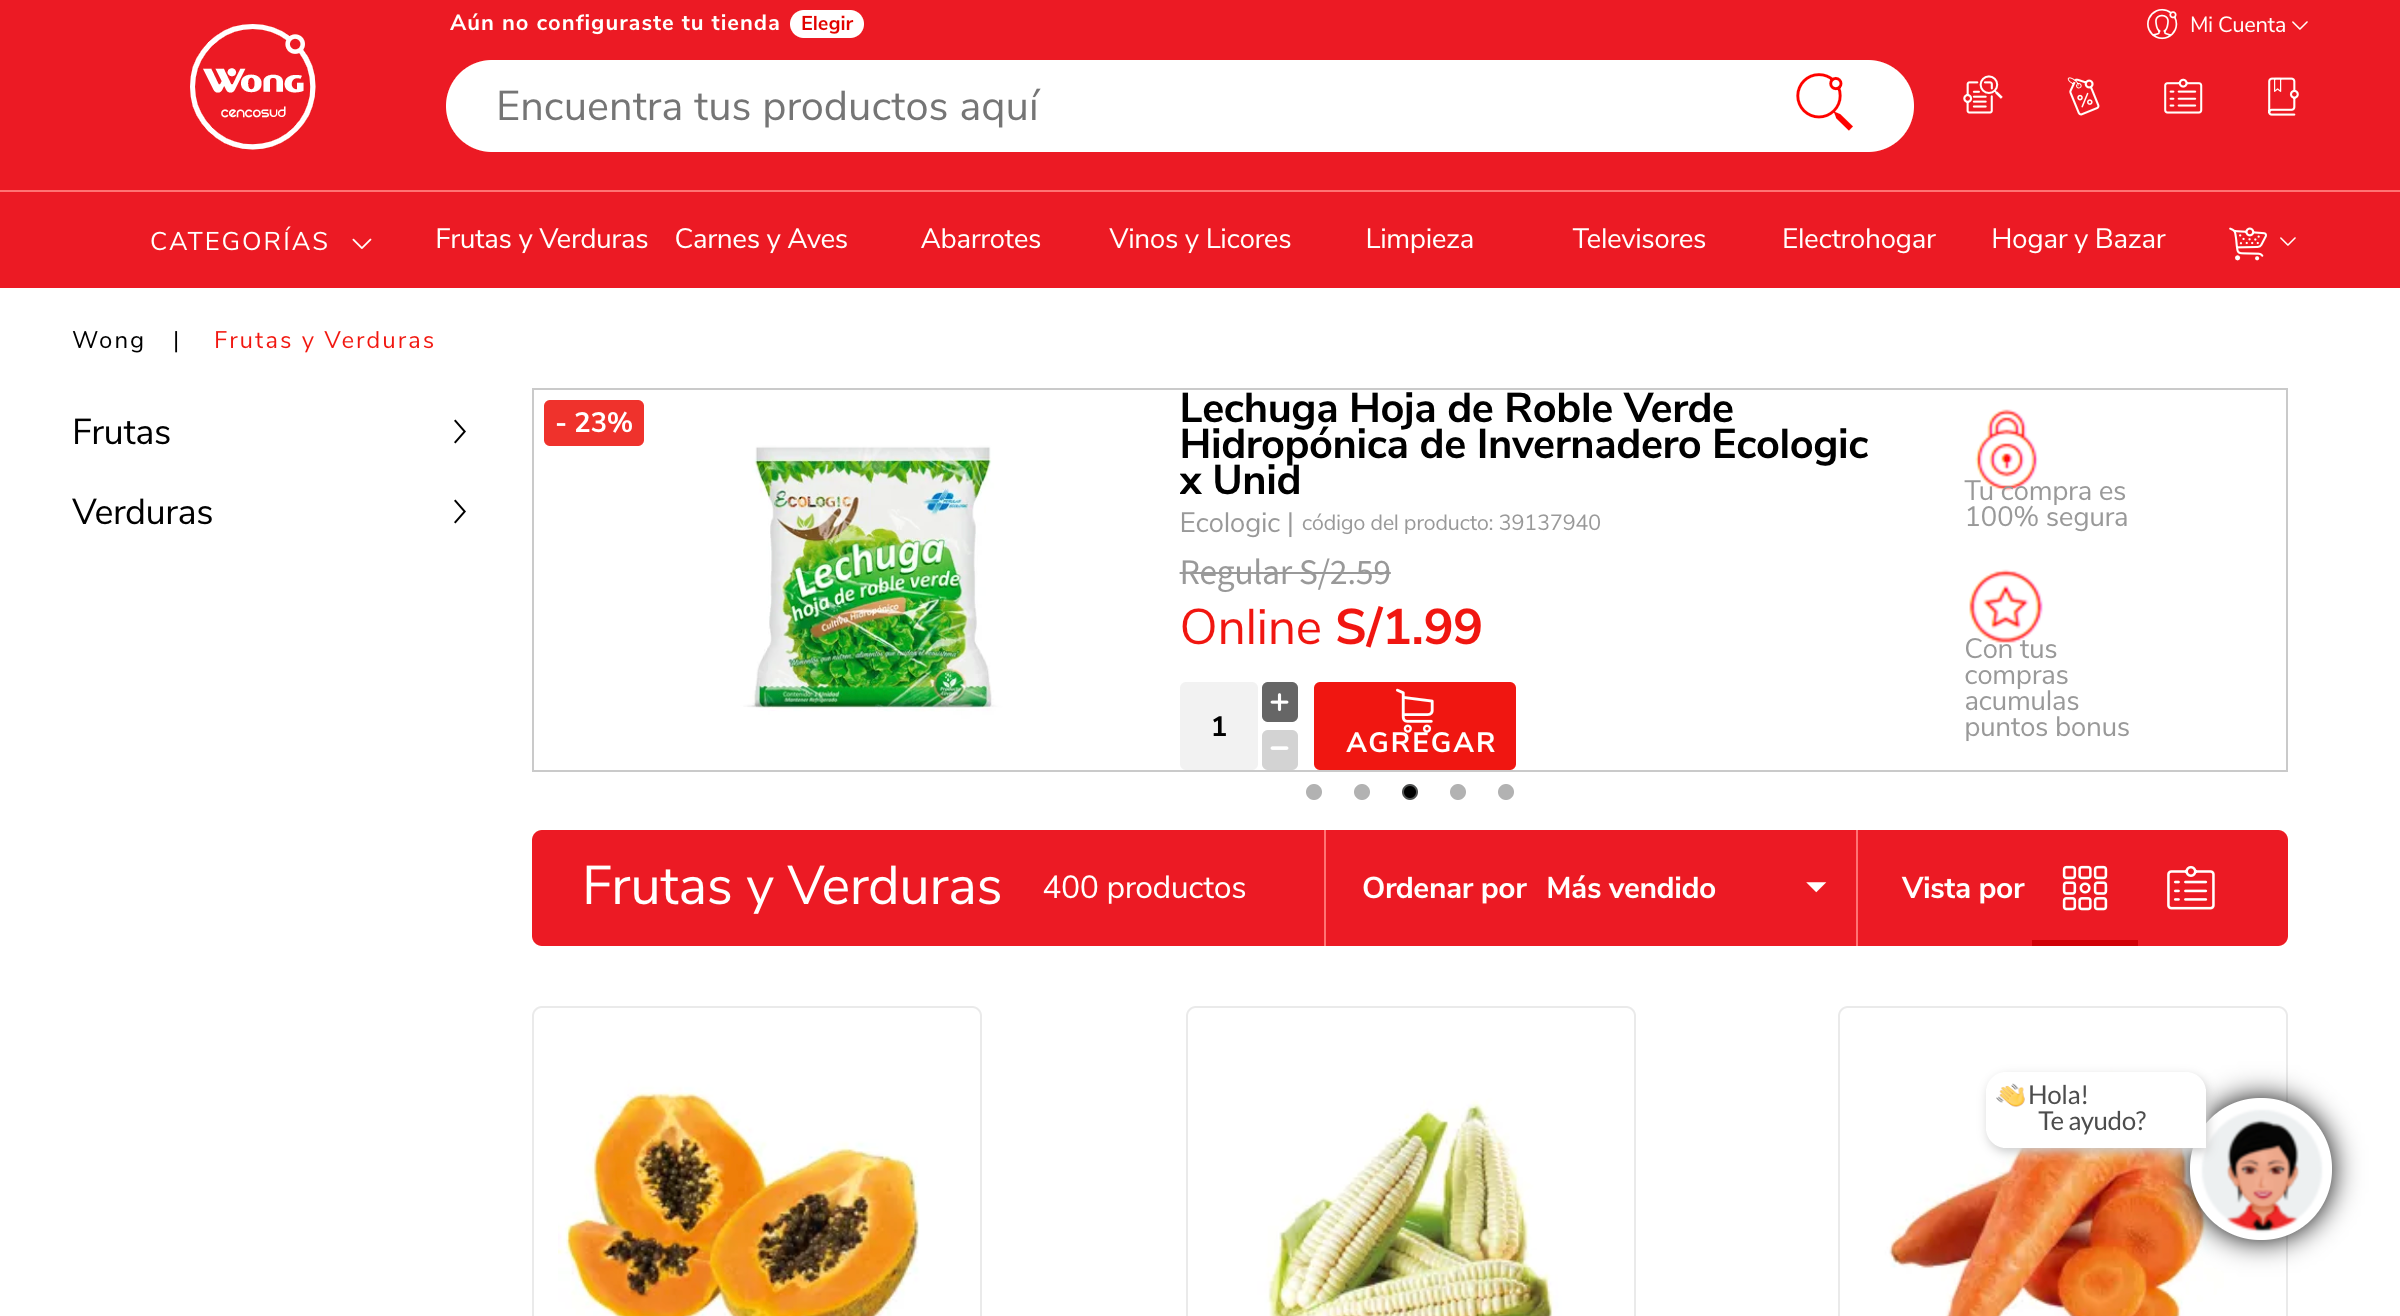 Aún no configuraste tu tienda Elegir
Mi Cuenta
Wong
cencosud
Encuentra tus productos aquí
CATEGORÍAS
Frutas y Verduras
Carnes y Aves
Abarrotes
Vinos y Licores
Limpieza
Televisores
Electrohogar
Hogar y Bazar
Wong | Frutas y Verduras
Frutas
Verduras
- 23%
Ecologic
Lechuga
hoja de roble verde
Cultivo Hidropónico
Lechuga Hoja de Roble Verde
Hidropónica de Invernadero Ecologic
x Unid
Ecologic | código del producto: 39137940
Regular S/2.59
Online S/1.99
1
+
−
AGREGAR
Tu compra es
100% segura
Con tus
compras
acumulas
puntos bonus
Frutas y Verduras 400 productos
Ordenar por Más vendido
Vista por
👋Hola!
Te ayudo?